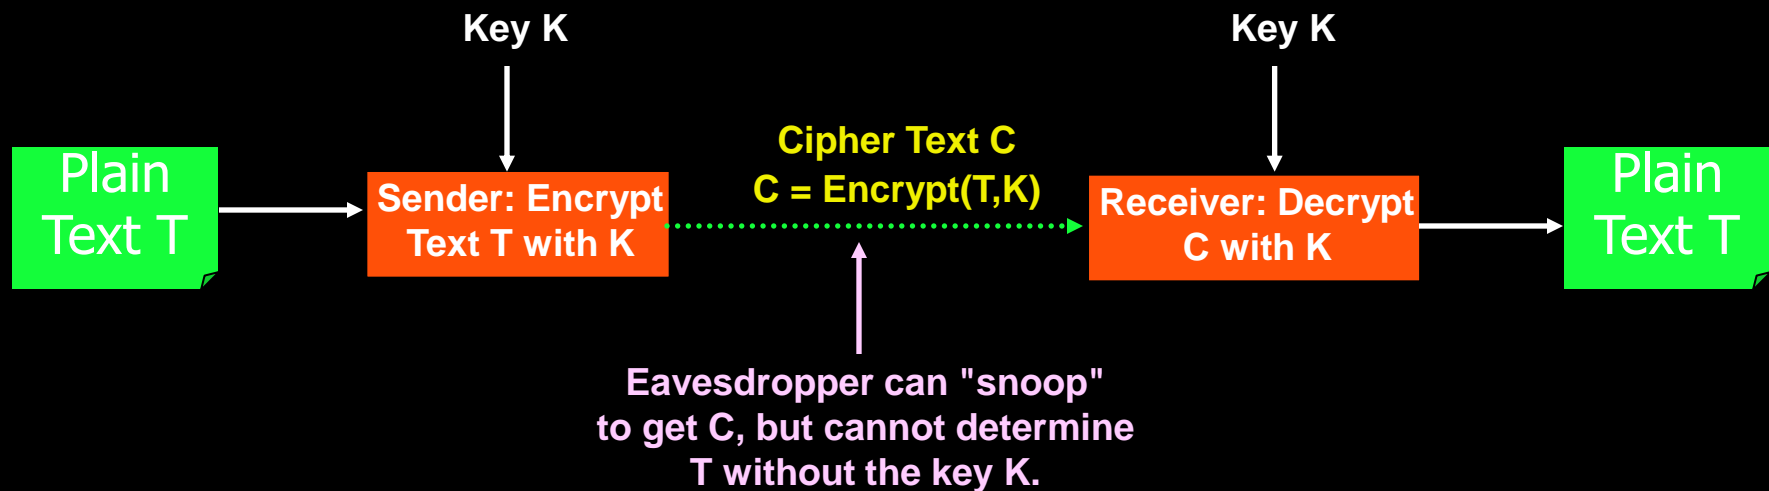 Key K
Key K
Plain
Text T
Sender: Encrypt
Text T with K
Cipher Text C
C = Encrypt(T,K)
Receiver: Decrypt
C with K
Plain
Text T
Eavesdropper can "snoop"
to get C, but cannot determine
T without the key K.